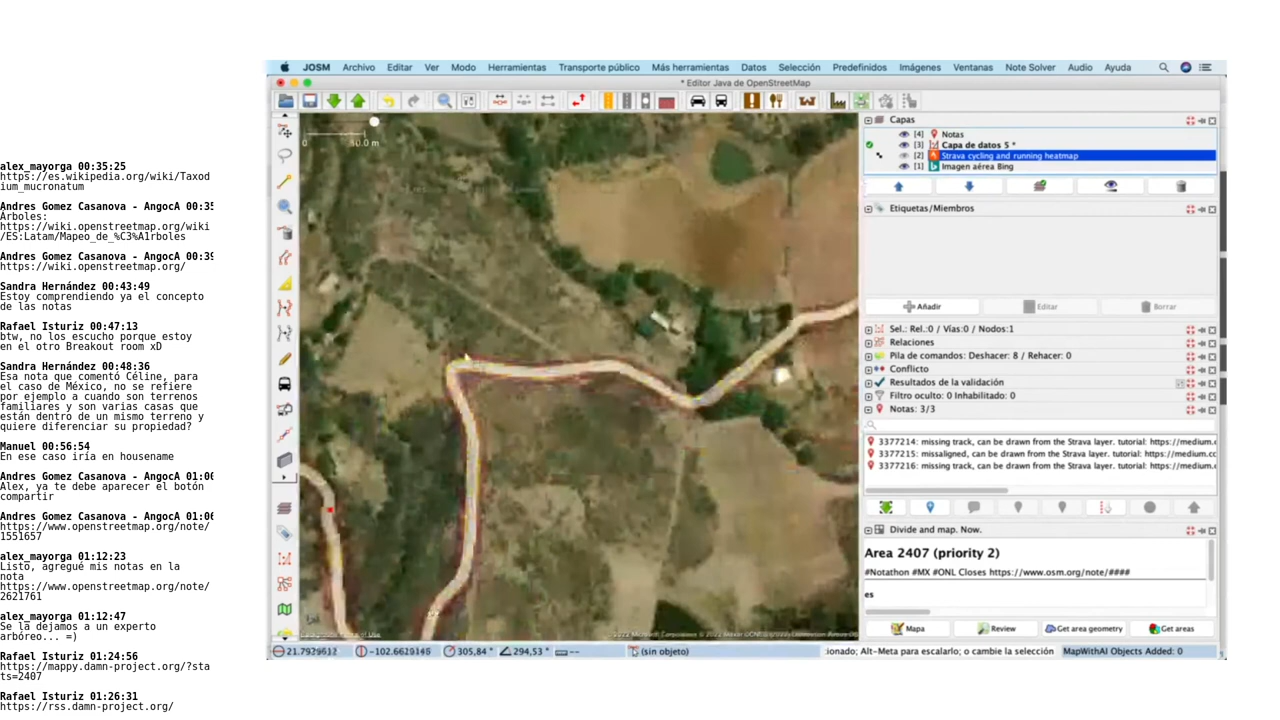 alex_mayorga 00:35:25
https://es.wikipedia.org/wiki/Taxod
ium_mucronatum
Andres Gomez Casanova - AngocA 00:35
Árboles:
https://wiki.openstreetmap.org/wiki
/ES:Latam/Mapeo_de_%C3%A1rboles
Andres Gomez Casanova - AngocA 00:39
https://wiki.openstreetmap.org/
Sandra Hernández 00:43:49
Estoy comprendiendo ya el concepto
de las notas
Rafael Isturiz 00:47:13
btw, no los escucho porque estoy
en el otro Breakout room xD
Sandra Hernández 00:48:36
Esa nota que comentó Céline, para
el caso de México, no se refiere
por ejemplo a cuando son terrenos
familiares y son varias casas que
están dentro de un mismo terreno y
quiere diferenciar su propiedad?
Manuel 00:56:54
En ese caso iría en housename
Andres Gomez Casanova - AngocA 01:06
Alex, ya te debe aparecer el botón
compartir
Andres Gomez Casanova - AngocA 01:06
https://www.openstreetmap.org/note/
1551657
alex_mayorga 01:12:23
Listo, agregué mis notas en la
nota
https://www.openstreetmap.org/note/
2621761
alex_mayorga 01:12:47
Se la dejamos a un experto
arbóreo... =)
Rafael Isturiz 01:24:56
https://mappy.damn-project.org/?sta
ts=2407
Rafael Isturiz 01:26:31
https://rss.damn-project.org/
JOSM Archivo Editar Ver Modo Herramientas Transporte público Más herramientas Datos Selección Predefinidos Imágenes Ventanas Note Solver Audio Ayuda
* Editor Java de OpenStreetMap
Capas
[4] Notas
[3] Capa de datos 5 *
[2] Strava cycling and running heatmap
[1] Imagen aérea Bing
Etiquetas/Miembros
Añadir Editar Borrar
Sel.: Rel.:0 / Vías:0 / Nodos:1
Relaciones
Pila de comandos: Deshacer: 8 / Rehacer: 0
Conflicto
Resultados de la validación
Filtro oculto: 0 Inhabilitado: 0
Notas: 3/3
3377214: missing track, can be drawn from the Strava layer. tutorial: https://medium.c
3377215: missaligned, can be drawn from the Strava layer. tutorial: https://medium.cc
3377216: missing track, can be drawn from the Strava layer. tutorial: https://medium.
Divide and map. Now.
Area 2407 (priority 2)
#Notathon #MX #ONL Closes https://www.osm.org/note/####
es
Mapa Review Get area geometry Get areas
21.7929612 -102.6629146 305,84 ° 294,53 ° -- (sin objeto) ionado; Alt-Meta para escalarlo; o cambie la selección MapWithAI Objects Added: 0